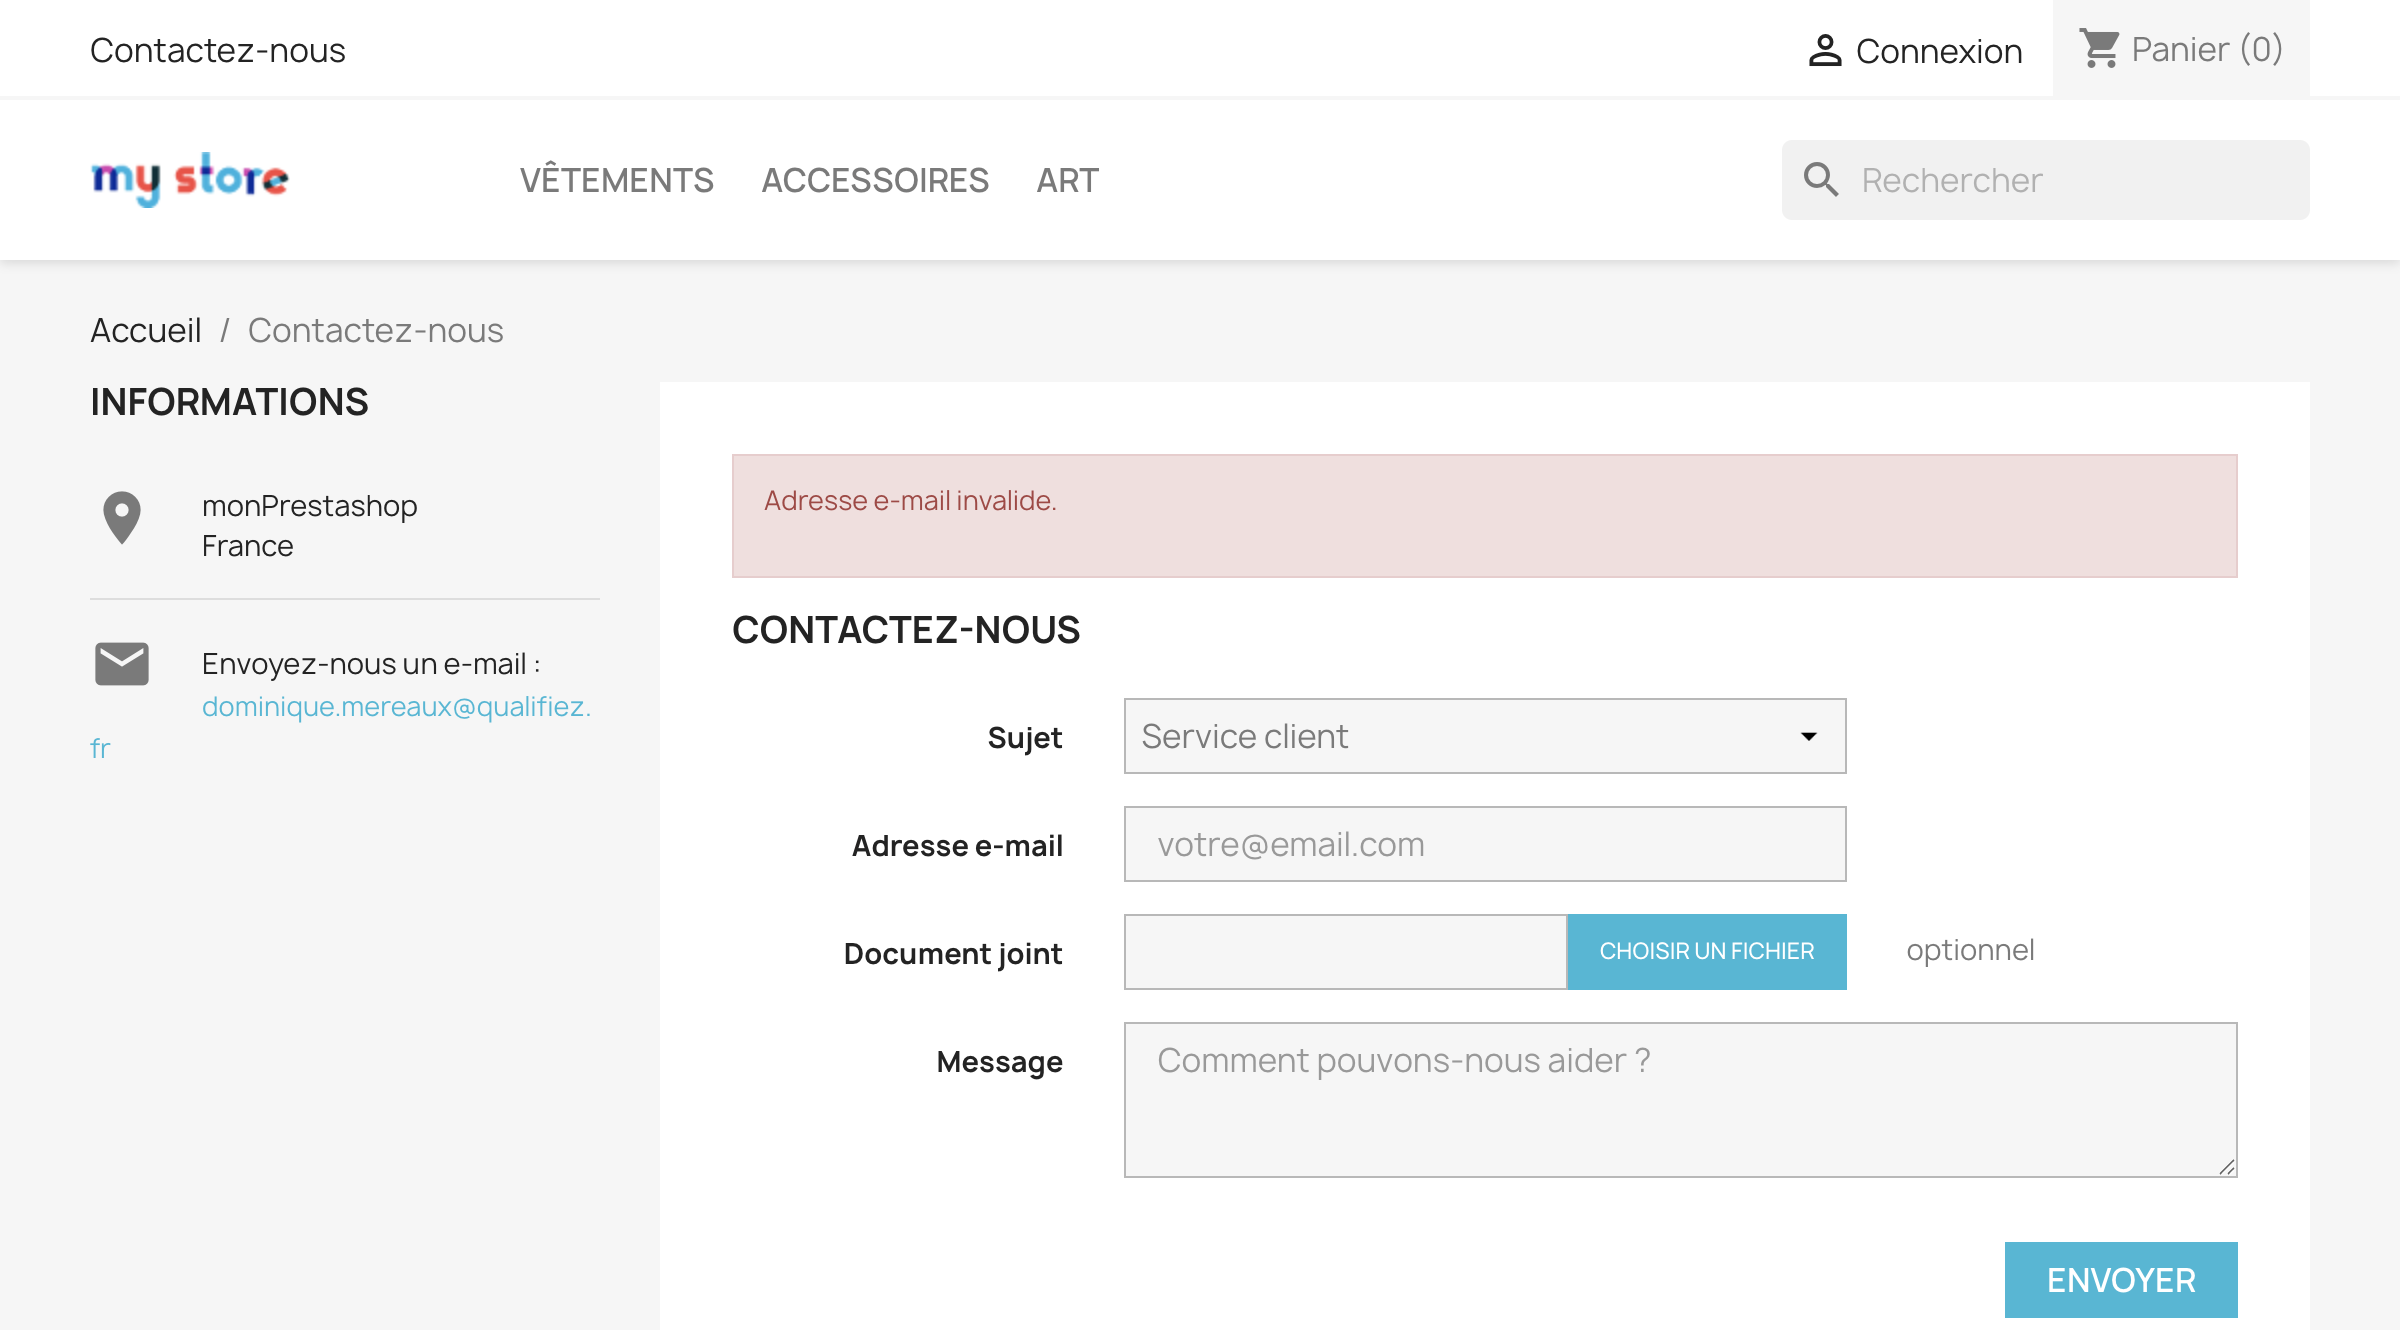 Contactez-nous
Connexion
Panier (0)
my store
VÊTEMENTS
ACCESSOIRES
ART
Rechercher
Accueil / Contactez-nous
INFORMATIONS
monPrestashop
France
Envoyez-nous un e-mail :
dominique.mereaux@qualifiez.
fr
Adresse e-mail invalide.
CONTACTEZ-NOUS
Sujet
Service client
Adresse e-mail
votre@email.com
Document joint
CHOISIR UN FICHIER
optionnel
Message
Comment pouvons-nous aider ?
ENVOYER